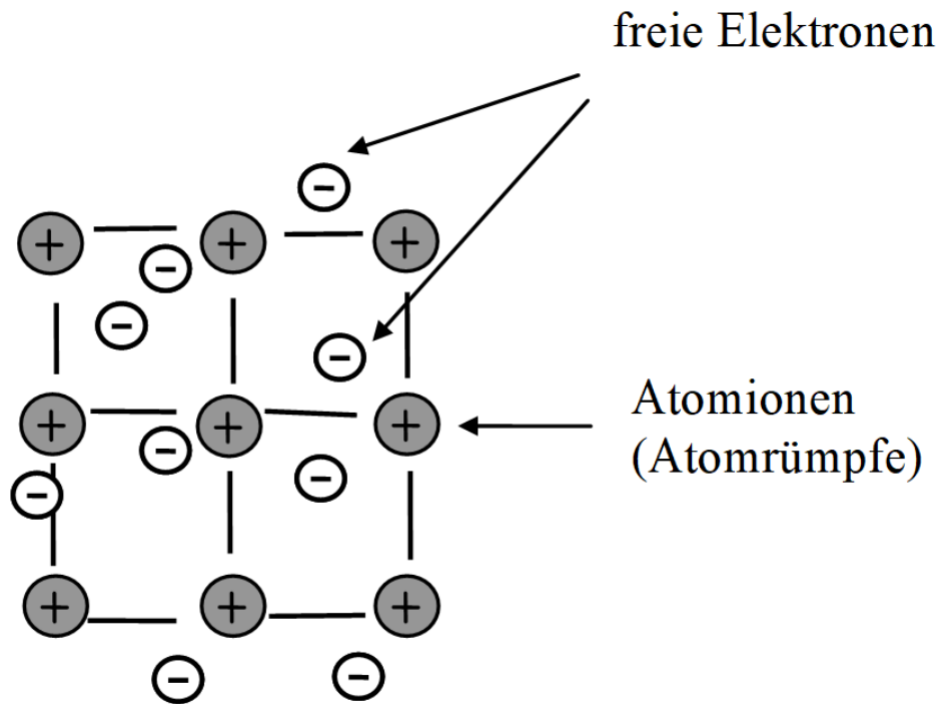 freie Elektronen
Atomionen
(Atomrümpfe)
+ + +
-
-
-
-
+ + +
-
-
-
+ + +
-
-